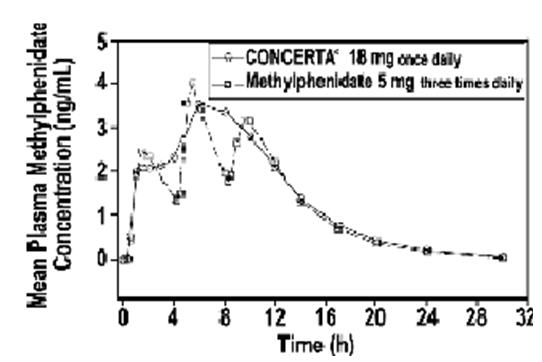 5
4
3
2
1
0
Mean Plasma Methylphenidate
Concentration (ng/mL)
CONCERTA® 18 mg once daily
Methylphenidate 5 mg three times daily
0 4 8 12 16 20 24 28 32
Time (h)